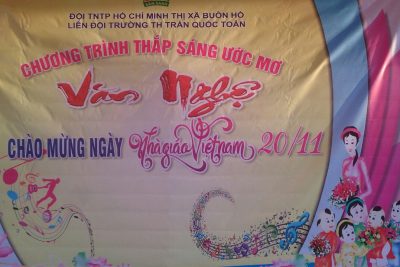 ĐỘI TNTP HỒ CHÍ MINH THỊ XÃ BUÔN HỒ
LIÊN ĐỘI TRƯỜNG TH TRẦN QUỐC TOẢN
CHƯƠNG TRÌNH THẮP SÁNG ƯỚC MƠ
Văn Nghệ
CHÀO MỪNG NGÀY Nhà giáo Việt nam 20/11